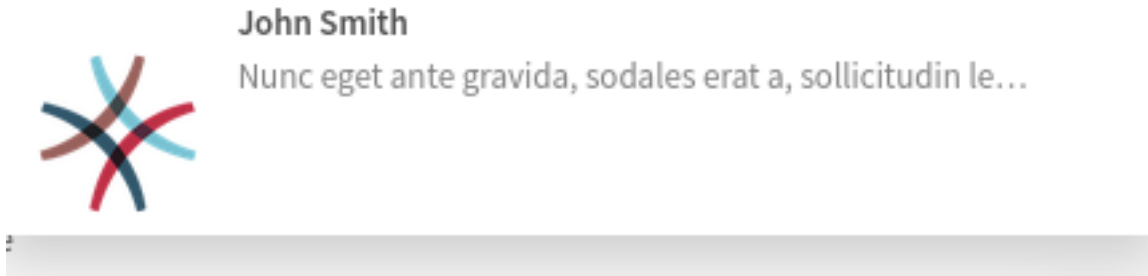 John Smith
Nunc eget ante gravida, sodales erat a, sollicitudin le…